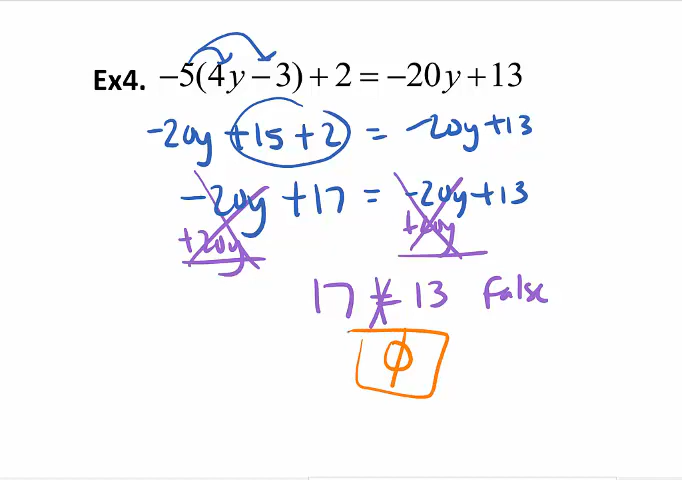 Ex4. −5(4y−3)+2=−20y+13
-20y +15 +2 = -20y+13
-20y +17 = -20y+13
+20y +20y
17 ≠ 13 False
∅